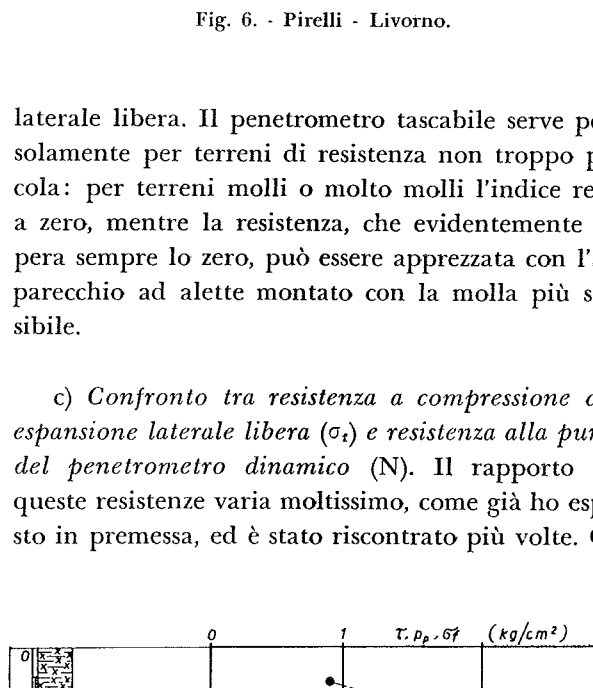 Fig. 6. - Pirelli - Livorno.
laterale libera. Il penetrometro tascabile serve
solamente per terreni di resistenza non troppo
cola: per terreni molli o molto molli l'indice
a zero, mentre la resistenza, che evidentemente
pera sempre lo zero, può essere apprezzata con
parecchio ad alette montato con la molla più
sibile.
c) Confronto tra resistenza a compressione
espansione laterale libera (σt) e resistenza alla
del penetrometro dinamico (N). Il rapporto
queste resistenze varia moltissimo, come già ho
sto in premessa, ed è stato riscontrato più volte.
0 1 τ, pp, σf (kg/cm²)
0